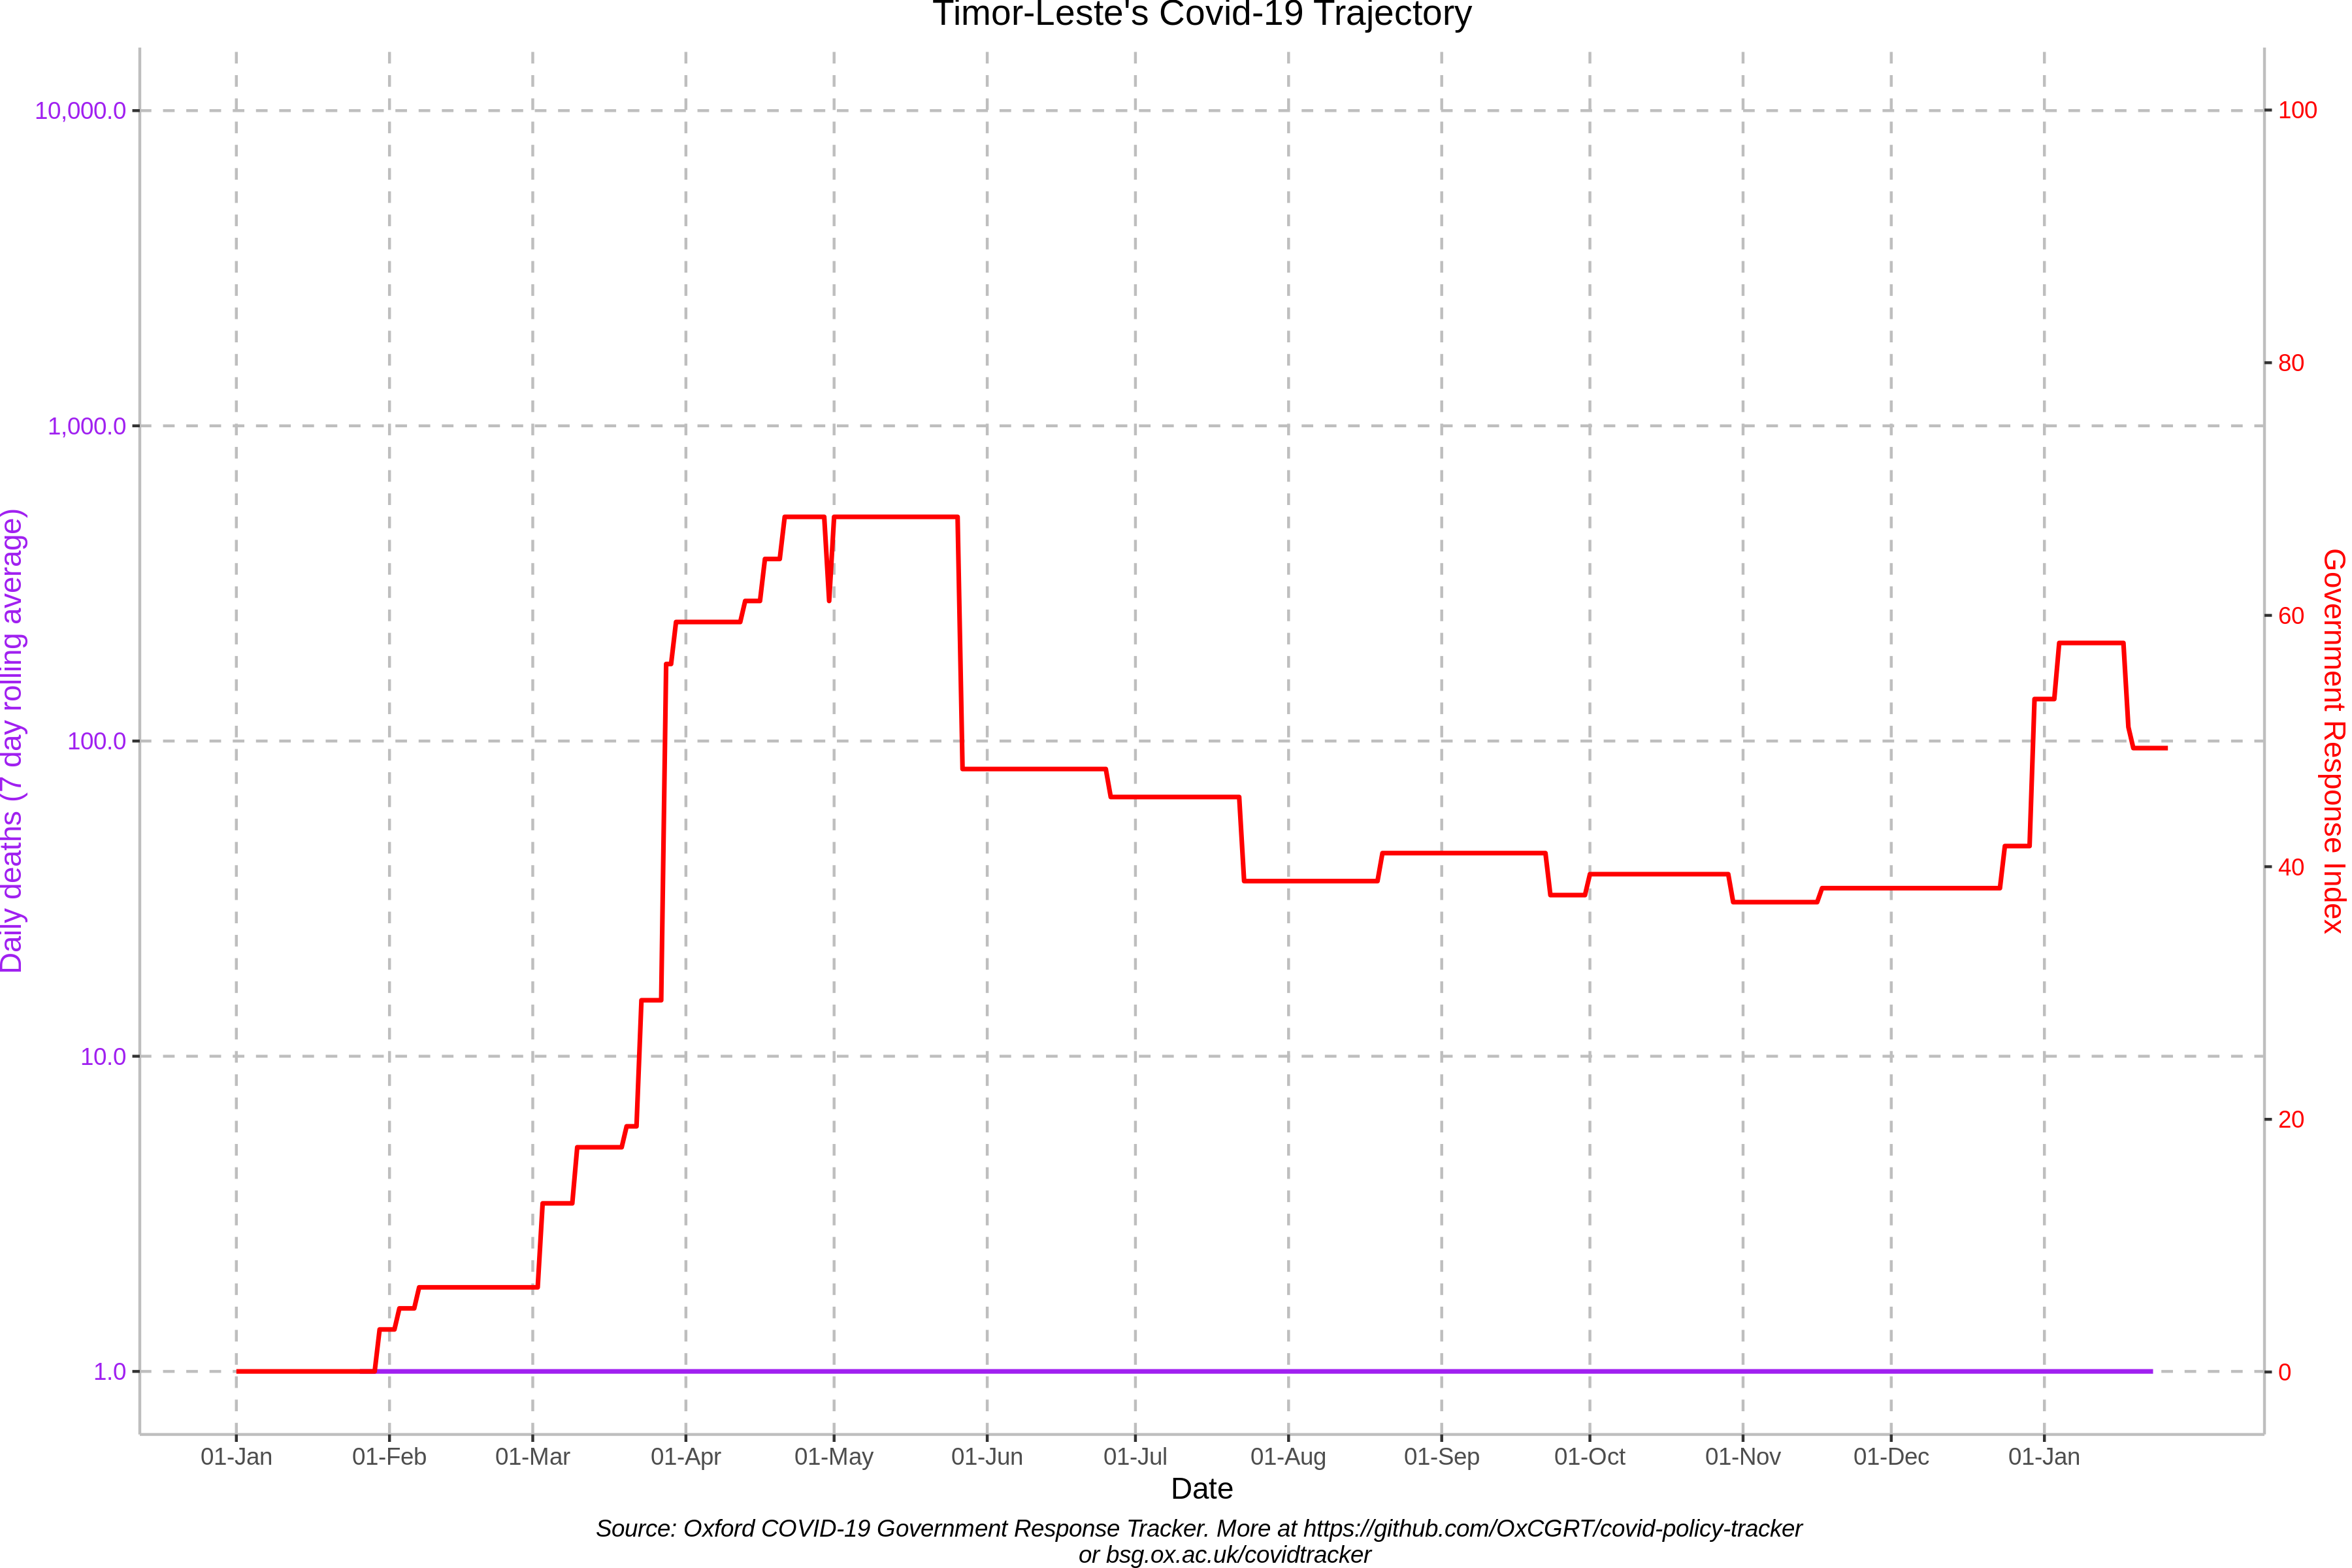 Timor-Leste's Covid-19 Trajectory
10,000.0
1,000.0
100.0
10.0
1.0
Daily deaths (7 day rolling average)
100
80
60
40
20
0
Government Response Index
01-Jan
01-Feb
01-Mar
01-Apr
01-May
01-Jun
01-Jul
01-Aug
01-Sep
01-Oct
01-Nov
01-Dec
01-Jan
Date
Source: Oxford COVID-19 Government Response Tracker. More at https://github.com/OxCGRT/covid-policy-tracker
or bsg.ox.ac.uk/covidtracker